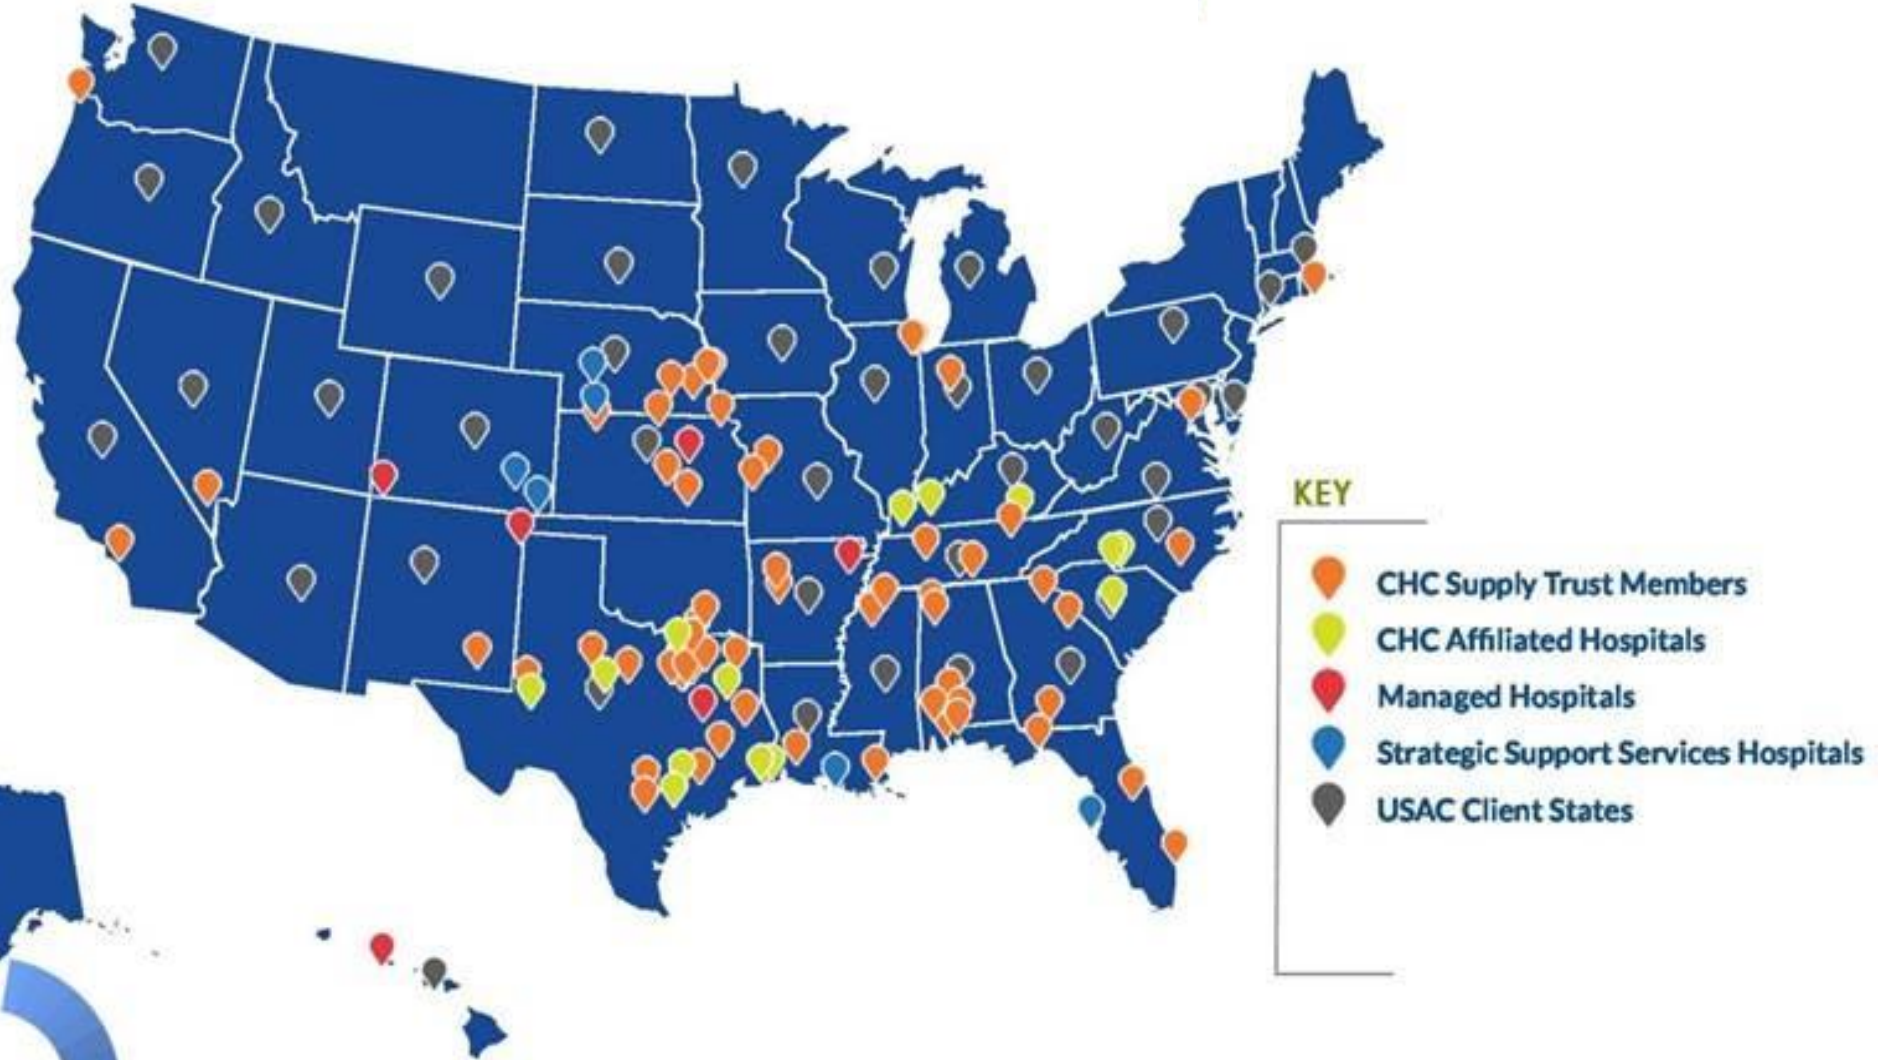 KEY
CHC Supply Trust Members
CHC Affiliated Hospitals
Managed Hospitals
Strategic Support Services Hospitals
USAC Client States